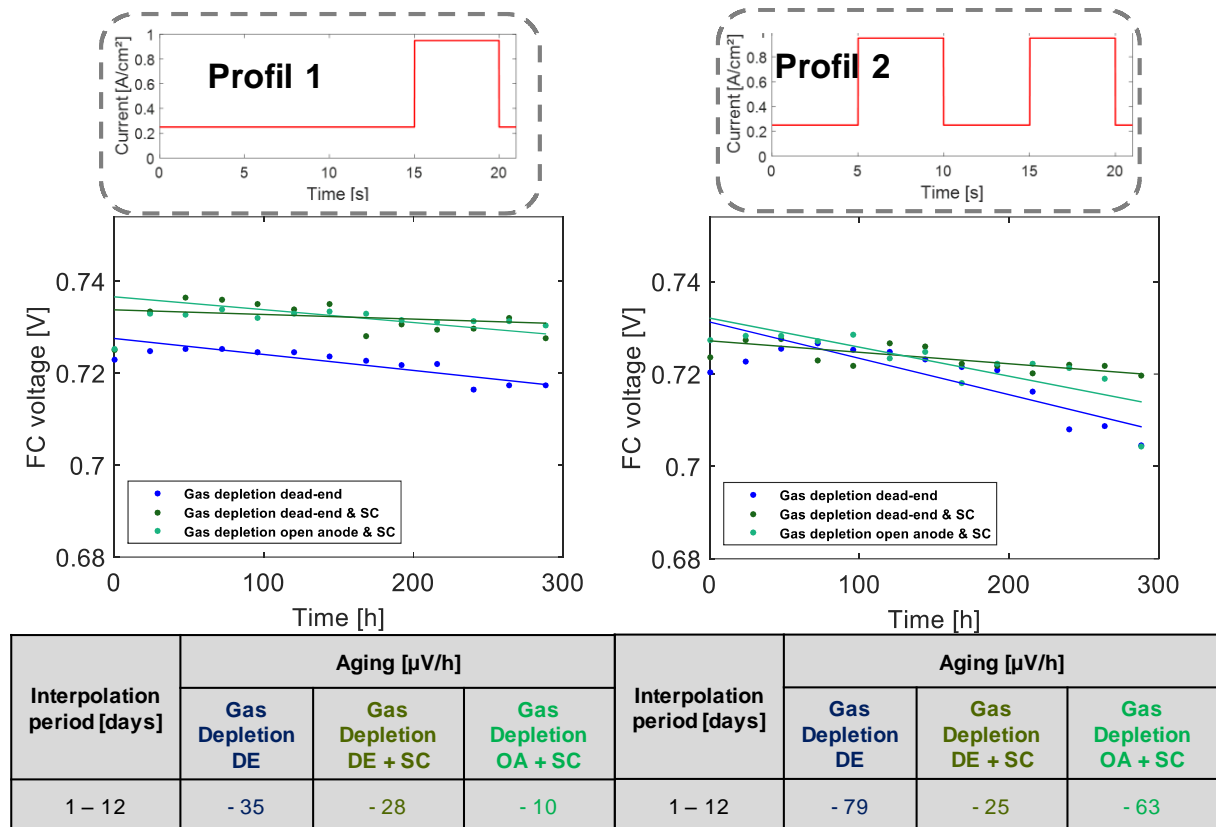 Profil 1
Current [A/cm²]
1
0.8
0.6
0.4
0.2
0
0 5 10 15 20
Time [s]
Profil 2
Current [A/cm²]
1
0.8
0.6
0.4
0.2
0
0 5 10 15 20
Time [s]
FC voltage [V]
0.74
0.72
0.7
0.68
Gas depletion dead-end
Gas depletion dead-end & SC
Gas depletion open anode & SC
0 100 200 300
Time [h]
FC voltage [V]
0.74
0.72
0.7
0.68
Gas depletion dead-end
Gas depletion dead-end & SC
Gas depletion open anode & SC
0 100 200 300
Time [h]
Interpolation
period [days]
Aging [µV/h]
Gas
Depletion
DE
Gas
Depletion
DE + SC
Gas
Depletion
OA + SC
1 – 12 - 35 - 28 - 10
Interpolation
period [days]
Aging [µV/h]
Gas
Depletion
DE
Gas
Depletion
DE + SC
Gas
Depletion
OA + SC
1 – 12 - 79 - 25 - 63